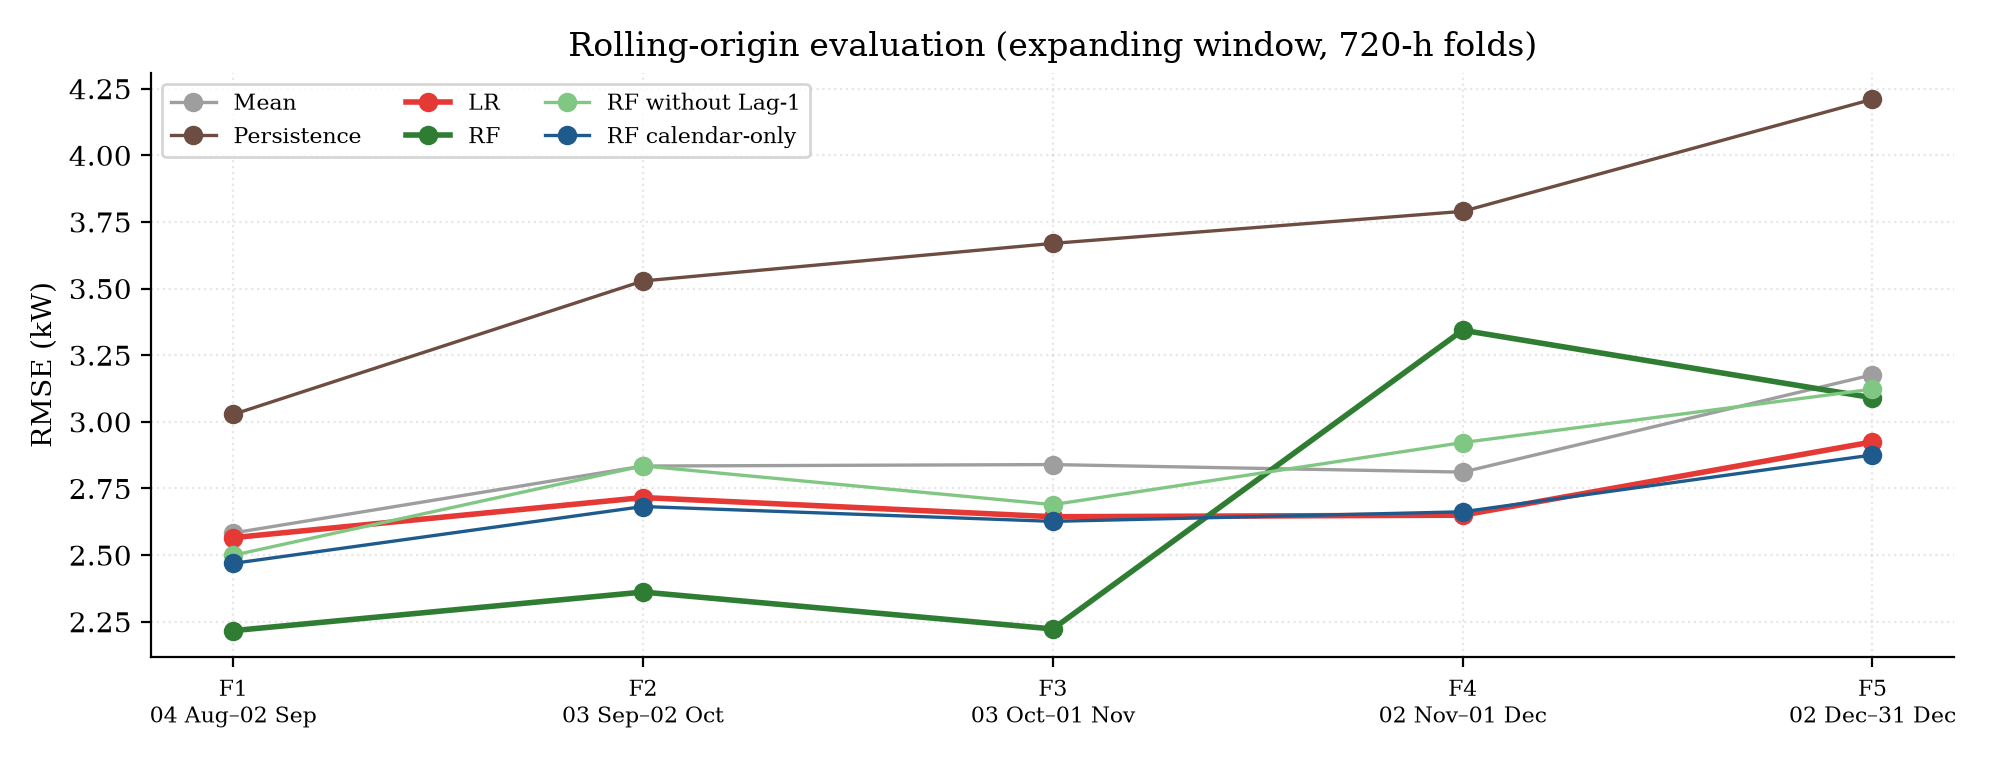 Rolling-origin evaluation (expanding window, 720-h folds)
Mean
Persistence
LR
RF
RF without Lag-1
RF calendar-only
RMSE (kW)
4.25
4.00
3.75
3.50
3.25
3.00
2.75
2.50
2.25
F1
04 Aug–02 Sep
F2
03 Sep–02 Oct
F3
03 Oct–01 Nov
F4
02 Nov–01 Dec
F5
02 Dec–31 Dec